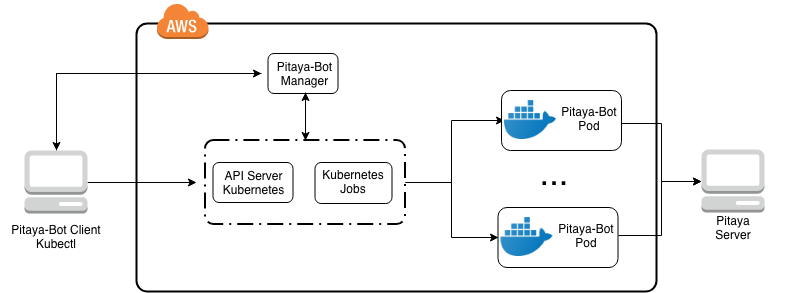 AWS
Pitaya-Bot
Manager
API Server
Kubernetes
Kubernetes
Jobs
Pitaya-Bot
Pod
...
Pitaya-Bot
Pod
Pitaya-Bot Client
Kubectl
Pitaya
Server